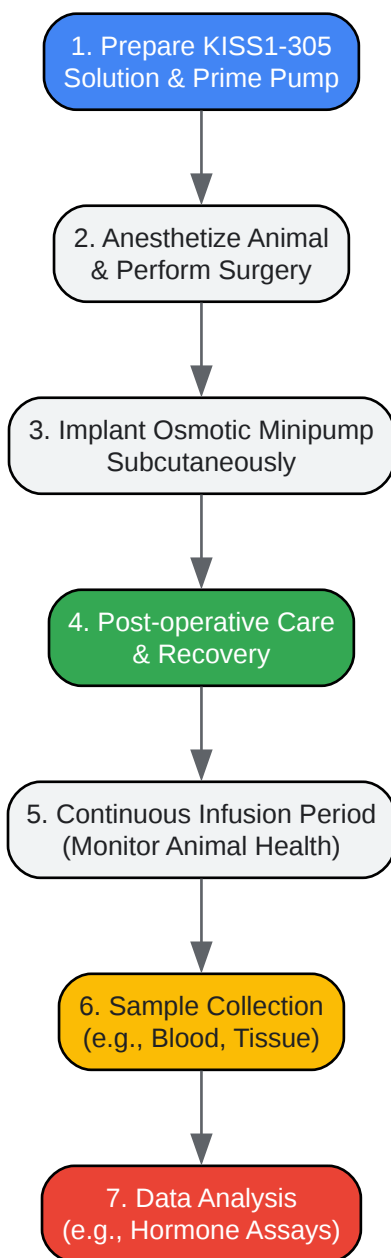 1. Prepare KISS1-305
Solution & Prime Pump
2. Anesthetize Animal
& Perform Surgery
3. Implant Osmotic Minipump
Subcutaneously
4. Post-operative Care
& Recovery
5. Continuous Infusion Period
(Monitor Animal Health)
6. Sample Collection
(e.g., Blood, Tissue)
7. Data Analysis
(e.g., Hormone Assays)